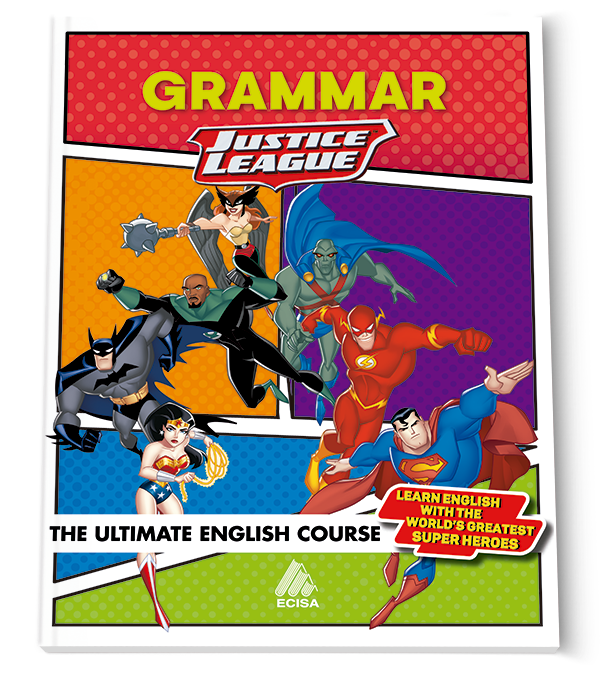 GRAMMAR
JUSTICE
LEAGUE
THE ULTIMATE ENGLISH COURSE
LEARN ENGLISH
WITH THE
WORLD'S GREATEST
SUPER HEROES
ECISA